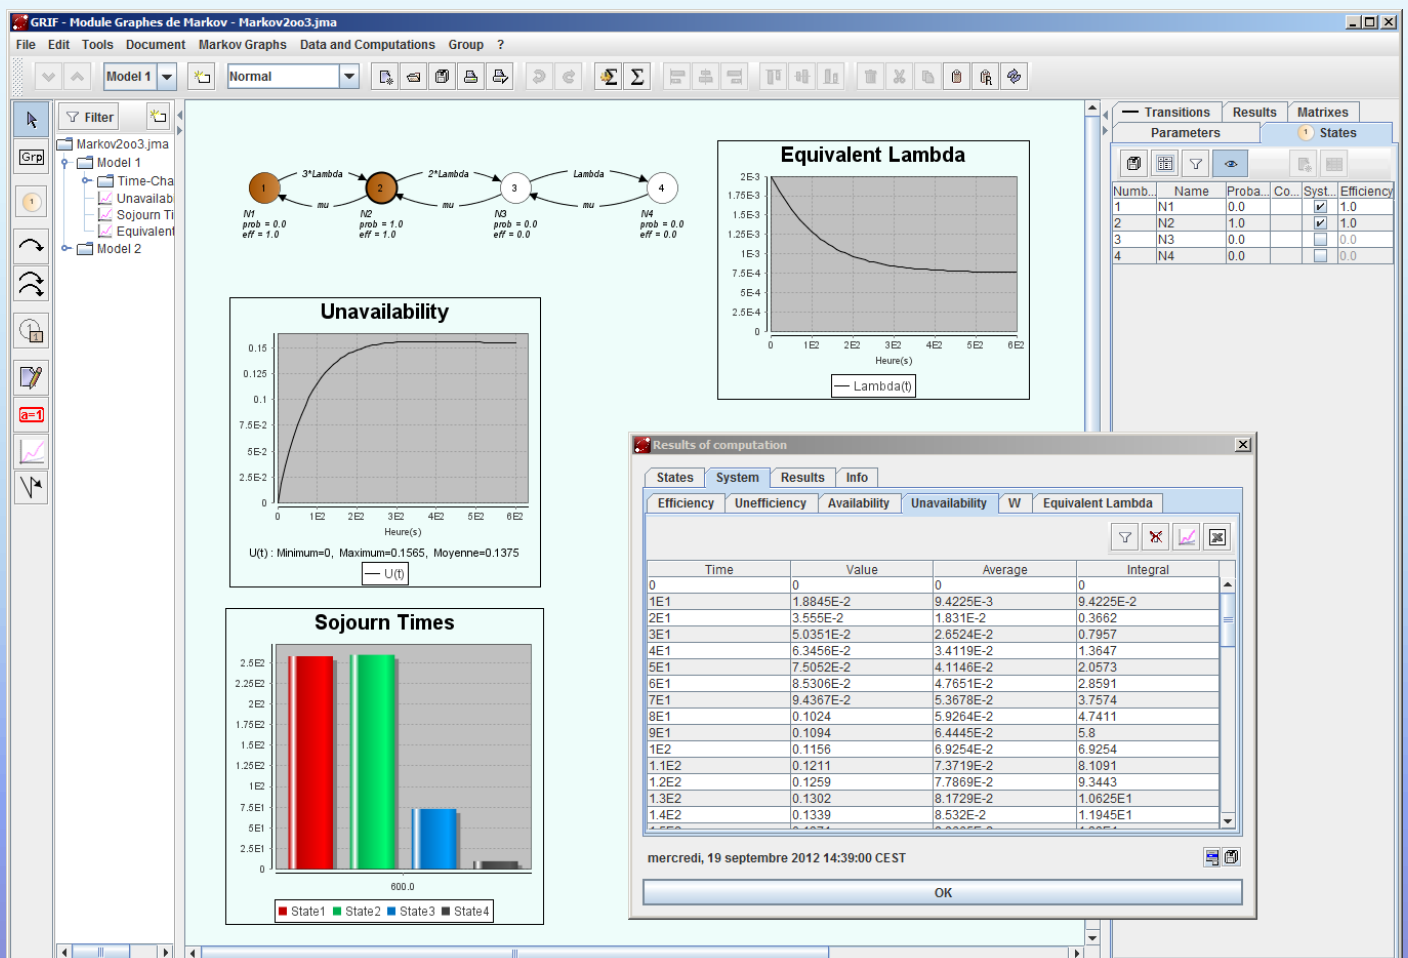 GRIF - Module Graphes de Markov - Markov2oo3.jma
File Edit Tools Document Markov Graphs Data and Computations Group ?
Model 1 Normal
Filter
Grp
Markov2oo3.jma
Model 1
Time-Cha
Unavailab
Sojourn Ti
Equivalent
Model 2
a=1
3*Lambda 2*Lambda Lambda
1 2 3 4
mu mu mu
N1 N2 N3 N4
prob = 0.0 prob = 1.0 prob = 0.0 prob = 0.0
eff = 1.0 eff = 1.0 eff = 0.0 eff = 0.0
Equivalent Lambda
2E-3
1.75E-3
1.5E-3
1.25E-3
1E-3
7.5E-4
5E-4
2.5E-4
0
0 1E2 2E2 3E2 4E2 5E2 6E2
Heure(s)
Lambda(t)
Unavailability
0.15
0.125
0.1
7.5E-2
5E-2
2.5E-2
0
0 1E2 2E2 3E2 4E2 5E2 6E2
Heure(s)
U(t) : Minimum=0, Maximum=0.1565, Moyenne=0.1375
U(t)
Sojourn Times
2.5E2
2.25E2
2E2
1.75E2
1.5E2
1.25E2
1E2
7.5E1
5E1
2.5E1
0
600.0
State1 State2 State3 State4
Transitions Results Matrixes
Parameters 1 States
Numb... Name Proba... Co... Syst... Efficiency
1 N1 0.0 1.0
2 N2 1.0 1.0
3 N3 0.0 0.0
4 N4 0.0 0.0
Results of computation
States System Results Info
Efficiency Unefficiency Availability Unavailability W Equivalent Lambda
Time Value Average Integral
0 0 0 0
1E1 1.8845E-2 9.4225E-3 9.4225E-2
2E1 3.555E-2 1.831E-2 0.3662
3E1 5.0351E-2 2.6524E-2 0.7957
4E1 6.3456E-2 3.4119E-2 1.3647
5E1 7.5052E-2 4.1146E-2 2.0573
6E1 8.5306E-2 4.7651E-2 2.8591
7E1 9.4367E-2 5.3678E-2 3.7574
8E1 0.1024 5.9264E-2 4.7411
9E1 0.1094 6.4445E-2 5.8
1E2 0.1156 6.9254E-2 6.9254
1.1E2 0.1211 7.3719E-2 8.1091
1.2E2 0.1259 7.7869E-2 9.3443
1.3E2 0.1302 8.1729E-2 1.0625E1
1.4E2 0.1339 8.532E-2 1.1945E1
mercredi, 19 septembre 2012 14:39:00 CEST
OK